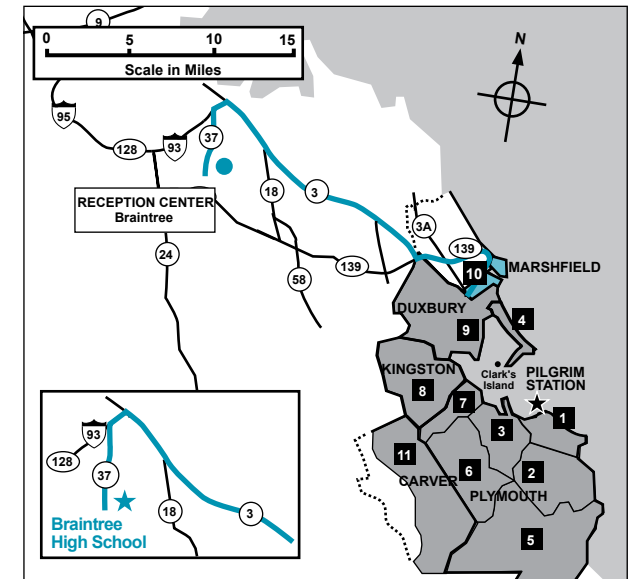 9
0 5 10 15
Scale in Miles
N
95
128
93
37
RECEPTION CENTER
Braintree
18
3
3A
24
58
139
139
10
MARSHFIELD
DUXBURY
9
4
Clark's
Island
PILGRIM
STATION
KINGSTON
8
7
3
1
11
CARVER
6
2
PLYMOUTH
5
93
128
37
18
3
Braintree
High School